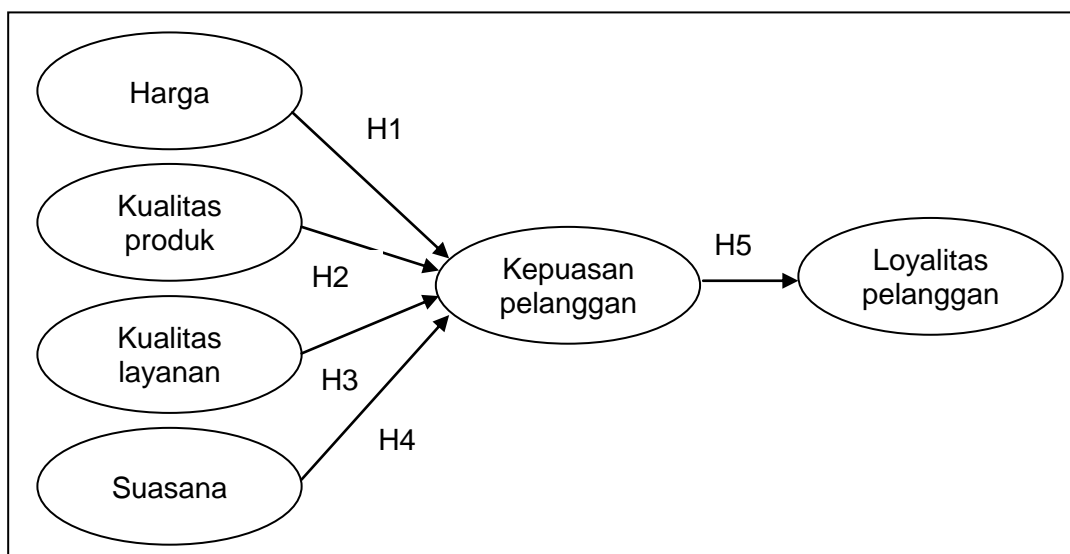 Harga
H1
Kualitas
produk
H2
Kualitas
layanan
H3
Suasana
H4
Kepuasan
pelanggan
H5
Loyalitas
pelanggan